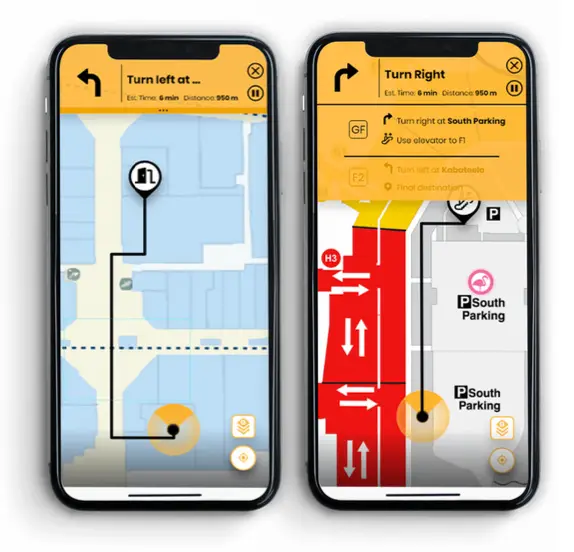 Turn left at ...
Est. Time: 6 min Distance: 950 m
Turn Right
Est. Time: 6 min Distance: 950 m
GF
Turn right at South Parking
Use elevator to F1
F2
Turn left at Kabateela
Final destination
P
H3
P South
Parking
P South
Parking